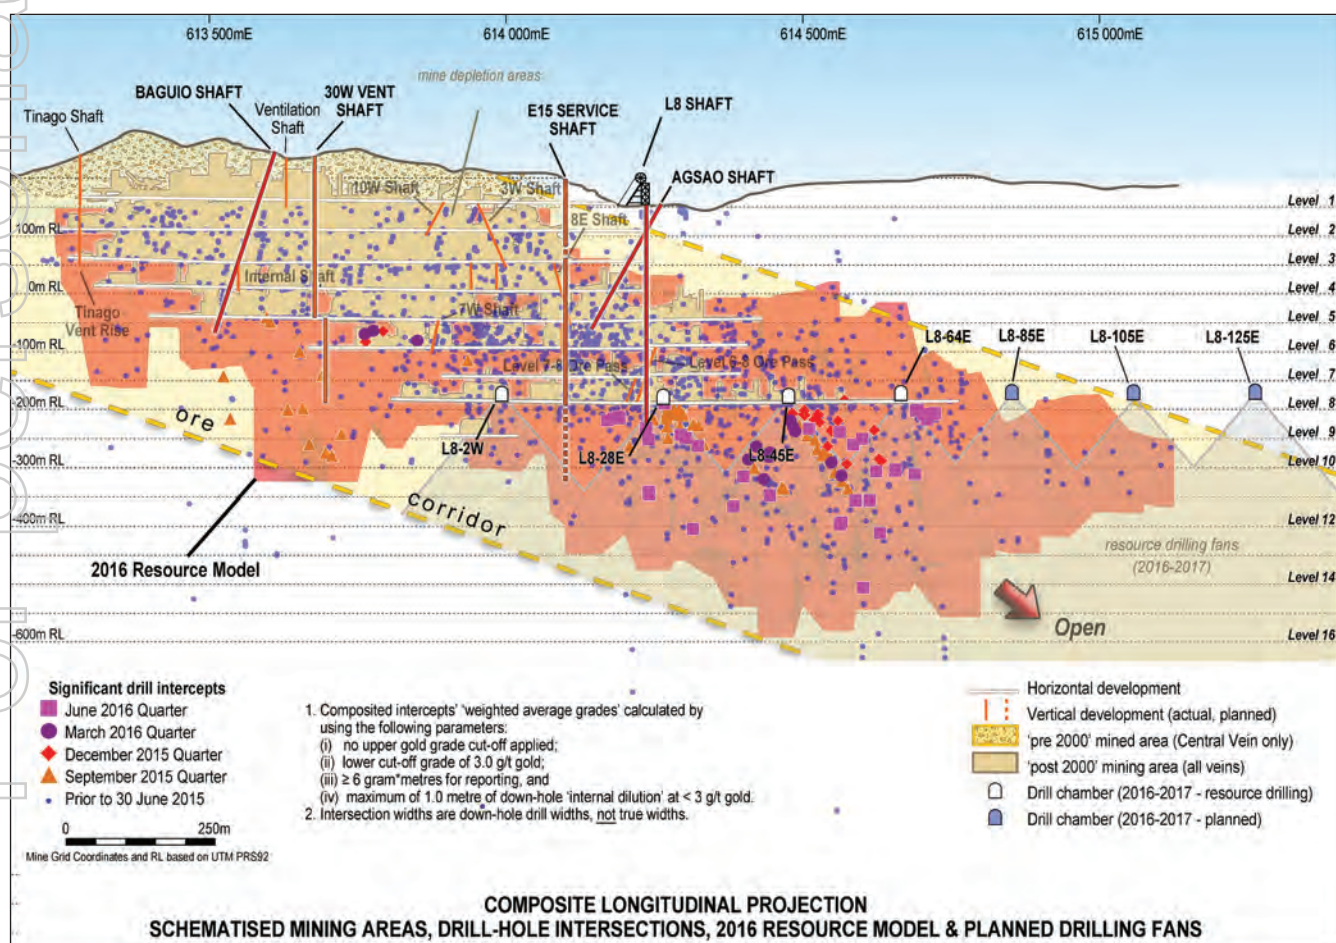 613 500mE
614 000mE
614 500mE
615 000mE
mine depletion areas
BAGUIO SHAFT
30W VENT
SHAFT
L8 SHAFT
Tinago Shaft
Ventilation
Shaft
E15 SERVICE
SHAFT
AGSAO SHAFT
10W Shaft
3W Shaft
8E Shaft
Level 1
100m RL
Level 2
Level 3
Internal Shaft
0m RL
Level 4
Tinago
Vent Rise
7W Shaft
Level 5
-100m RL
L8-64E
L8-85E
L8-105E
L8-125E
Level 6
Level 7-8 Ore Pass
Level 6-8 Ore Pass
Level 7
-200m RL
Level 8
ore
L8-2W
L8-28E
L8-45E
Level 9
-300m RL
Level 10
corridor
-400m RL
Level 12
resource drilling fans
(2016-2017)
2016 Resource Model
Level 14
Open
-600m RL
Level 16
Significant drill intercepts
June 2016 Quarter
March 2016 Quarter
December 2015 Quarter
September 2015 Quarter
Prior to 30 June 2015
0 250m
Mine Grid Coordinates and RL based on UTM PRS92
1. Composited intercepts' 'weighted average grades' calculated by
using the following parameters:
(i) no upper gold grade cut-off applied;
(ii) lower cut-off grade of 3.0 g/t gold;
(iii) ≥ 6 gram*metres for reporting, and
(iv) maximum of 1.0 metre of down-hole 'internal dilution' at < 3 g/t gold.
2. Intersection widths are down-hole drill widths, not true widths.
Horizontal development
Vertical development (actual, planned)
'pre 2000' mined area (Central Vein only)
'post 2000' mining area (all veins)
Drill chamber (2016-2017 - resource drilling)
Drill chamber (2016-2017 - planned)
COMPOSITE LONGITUDINAL PROJECTION
SCHEMATISED MINING AREAS, DRILL-HOLE INTERSECTIONS, 2016 RESOURCE MODEL & PLANNED DRILLING FANS